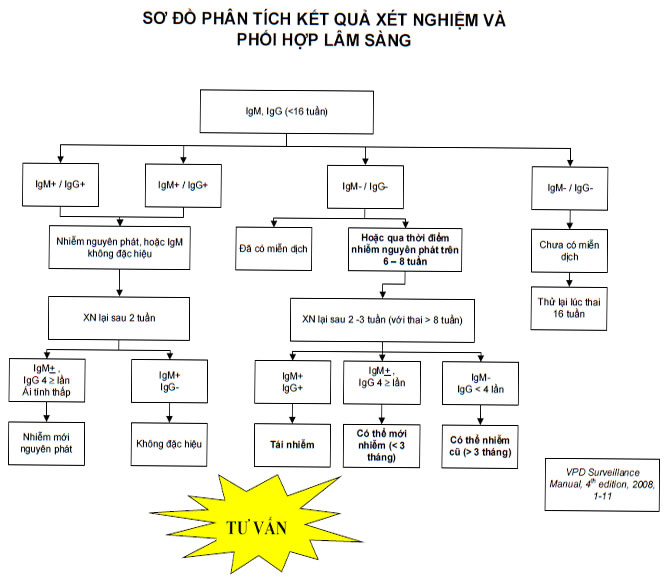 SƠ ĐỒ PHÂN TÍCH KẾT QUẢ XÉT NGHIỆM VÀ
PHỐI HỢP LÂM SÀNG
IgM, IgG (<16 tuần)
IgM+ / IgG+
IgM+ / IgG+
IgM- / IgG-
IgM- / IgG-
Nhiễm nguyên phát, hoặc IgM
không đặc hiệu
Đã có miễn dịch
Hoặc qua thời điểm
nhiễm nguyên phát trên
6 – 8 tuần
Chưa có miễn
dịch
Thử lại lúc thai
16 tuần
XN lại sau 2 tuần
XN lại sau 2 -3 tuần (với thai > 8 tuần)
IgM+ ,
IgG 4 ≥ lần
Ái tính thấp
IgM+
IgG-
IgM+
IgG+
IgM+ ,
IgG 4 ≥ lần
IgM-
IgG < 4 lần
Nhiễm mới
nguyên phát
Không đặc hiệu
Tái nhiễm
Có thể mới
nhiễm (< 3
tháng)
Có thể nhiễm
cũ (> 3 tháng)
VPD Surveillance
Manual, 4th edition, 2008,
1-11
TƯ VẤN